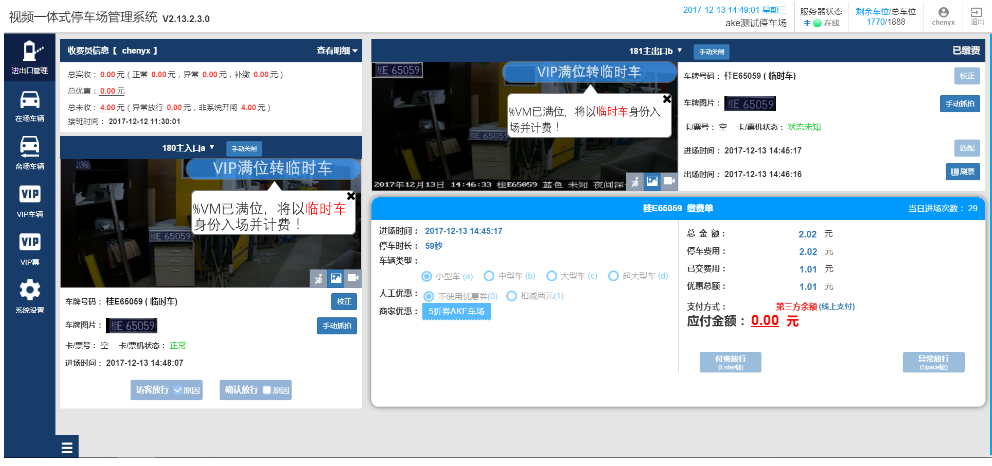 视频一体式停车场管理系统 V2.13.2.3.0
2017-12-13 14:49:01 星期三
ake测试停车场
服务器状态
主 在线
剩余车位/总车位
1770/1888
chenyx
退出
进出口管理
在场车辆
VIP车辆
VIP票
系统设置
收费员信息【 chenyx 】 查看明细
总实收： 0.00 元（ 正常 0.00 元，异常 0.00 元，补缴 0.00 元 ）
总优惠： 0.00 元
总未收： 4.00 元（ 异常放行 0.00 元，非系统开闸 4.00 元 ）
接班时间： 2017-12-12 11:30:01
180主入口a 手动关闸
VIP满位转临时车
%VM已满位，将以临时车
身份入场并计费！
桂E 65059
车牌号码： 桂E65059 ( 临时车) 校正
车牌图片： 桂E 65059 手动抓拍
卡/票号： 空 卡/票机状态： 正常
进场时间： 2017-12-13 14:48:07
访客放行 原因 确认放行 原因
181主出口b 手动关闸 已缴费
桂E 65059
VIP满位转临时车
%VM已满位，将以临时车身份入
场并计费！
桂E 65059
2017年12月13日 14:46:33 桂E65059 蓝色 未知 夜间深
车牌号码： 桂E65059 ( 临时车) 校正
车牌图片： 桂E 65059 手动抓拍
卡/票号： 空 卡/票机状态： 状态未知
进场时间： 2017-12-13 14:45:17 匹配
出场时间： 2017-12-13 14:46:16 刷票
桂E65059 缴费单 当日进场次数： 29
进场时间： 2017-12-13 14:45:17
停车时长： 59秒
车辆类型：
小型车 (a) 中型车 (b) 大型车 (c) 超大型车 (d)
人工优惠： 不使用优惠券(0) 扣减两元(1)
商家优惠： 5折券AKE车场
总 金 额： 2.02 元
停车费用： 2.02 元
已交费用： 1.01 元
优惠总额： 1.01 元
支付方式： 第三方余额 (线上支付)
应付金额： 0.00 元
付费放行
(Enter键)
异常放行
(Space键)